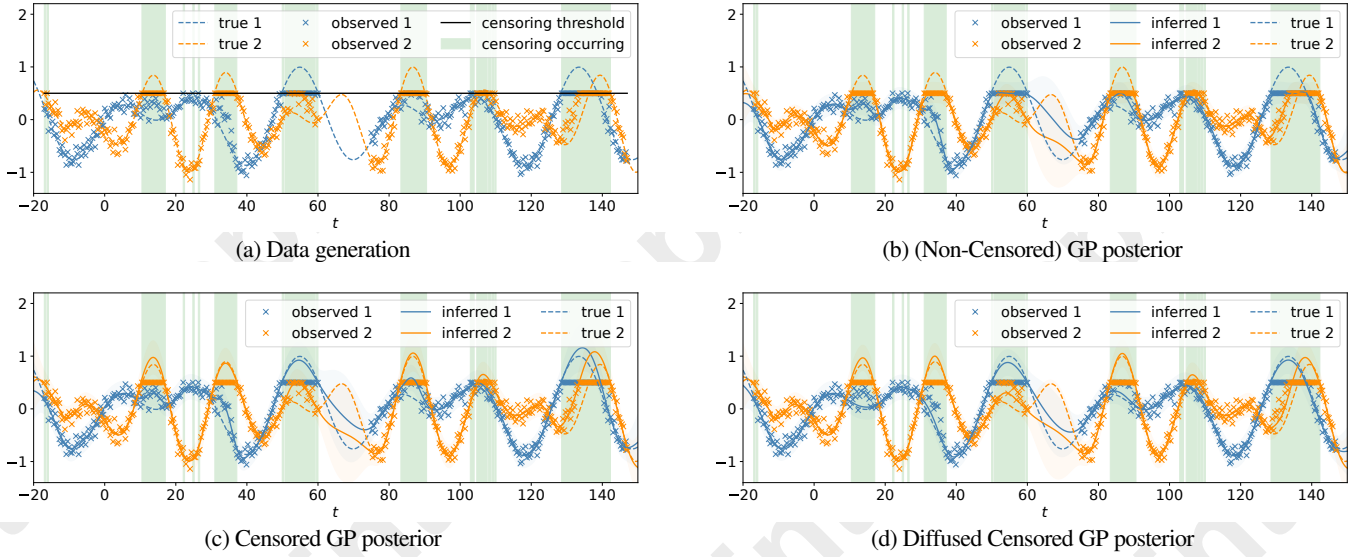 2
1
0
−1
true 1
true 2
observed 1
observed 2
censoring threshold
censoring occurring
−20 0 20 40 60 80 100 120 140
t
(a) Data generation
2
1
0
−1
observed 1
observed 2
inferred 1
inferred 2
true 1
true 2
−20 0 20 40 60 80 100 120 140
t
(b) (Non-Censored) GP posterior
2
1
0
−1
observed 1
observed 2
inferred 1
inferred 2
true 1
true 2
−20 0 20 40 60 80 100 120 140
t
(c) Censored GP posterior
2
1
0
−1
observed 1
observed 2
inferred 1
inferred 2
true 1
true 2
−20 0 20 40 60 80 100 120 140
t
(d) Diffused Censored GP posterior